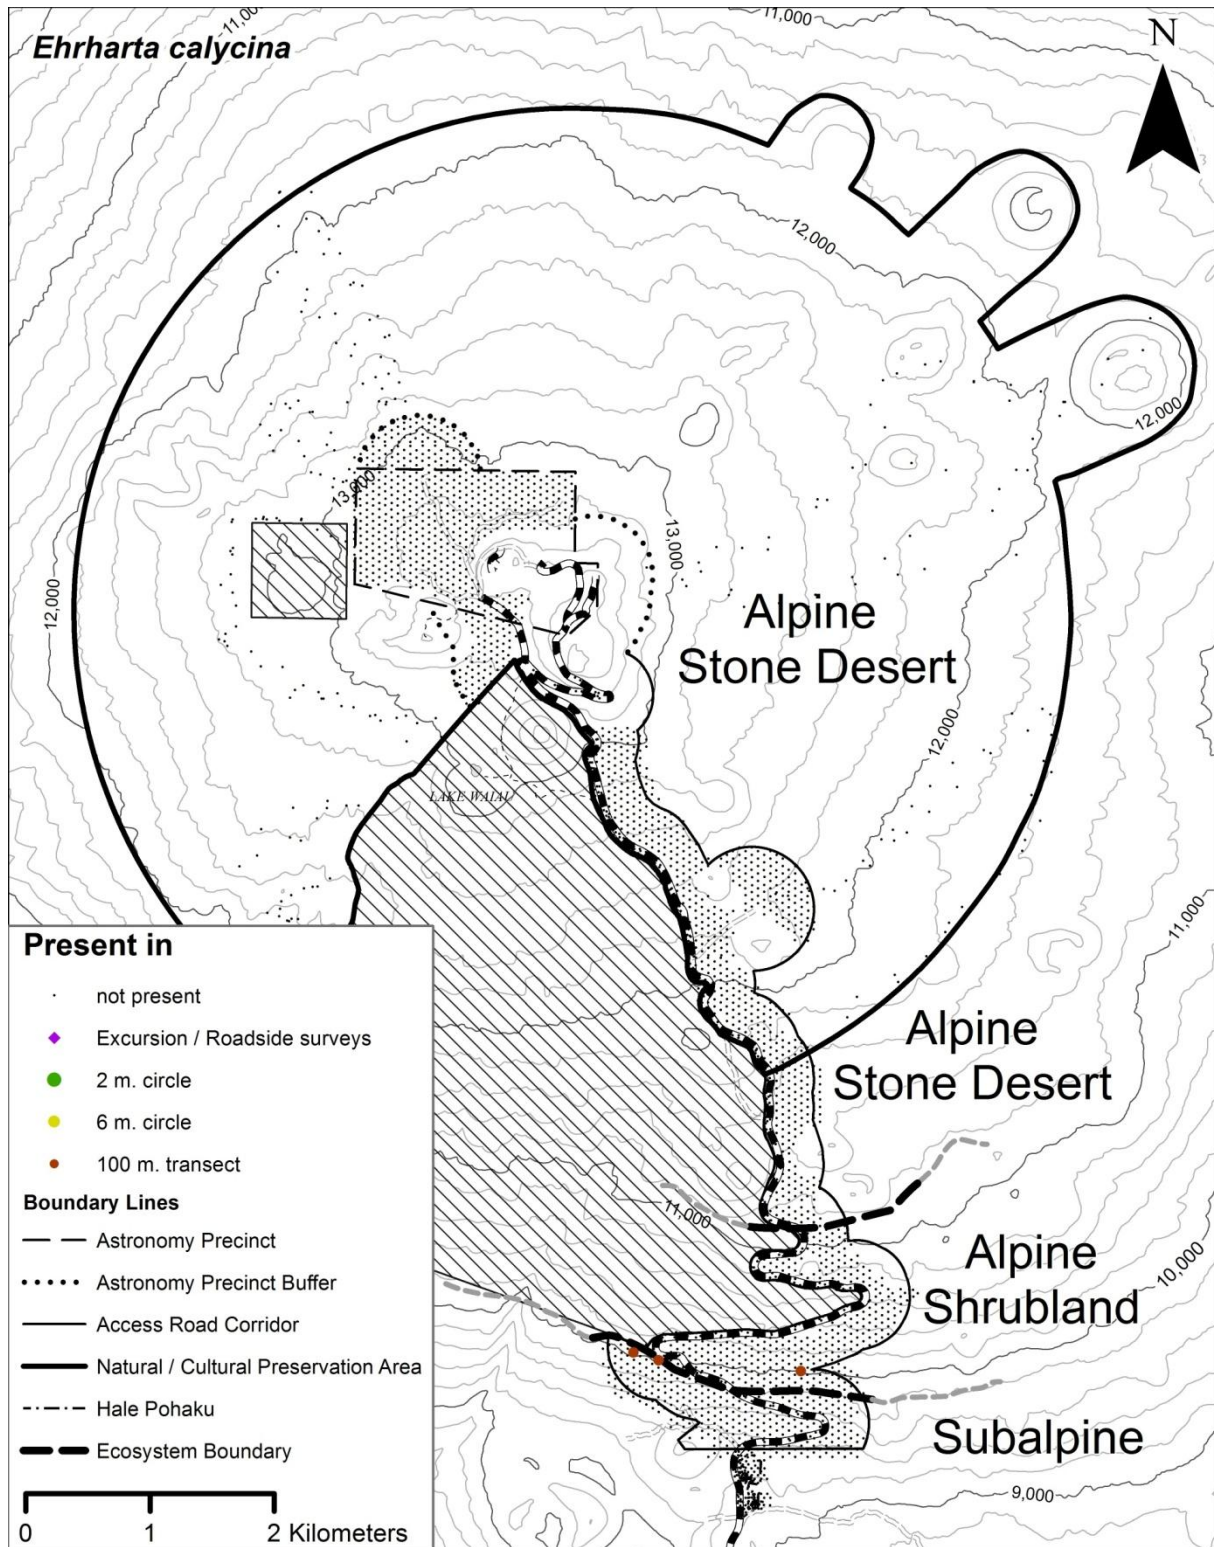 11,000
11,000
Ehrharta calycina
N
12,000
12,000
13,000
13,000
12,000
Alpine
Stone Desert
12,000
LAKE WAIAU
11,000
Alpine
Stone Desert
11,000
Alpine
Shrubland
10,000
Subalpine
9,000
Present in
not present
Excursion / Roadside surveys
2 m. circle
6 m. circle
100 m. transect
Boundary Lines
Astronomy Precinct
Astronomy Precinct Buffer
Access Road Corridor
Natural / Cultural Preservation Area
Hale Pohaku
Ecosystem Boundary
0 1 2 Kilometers